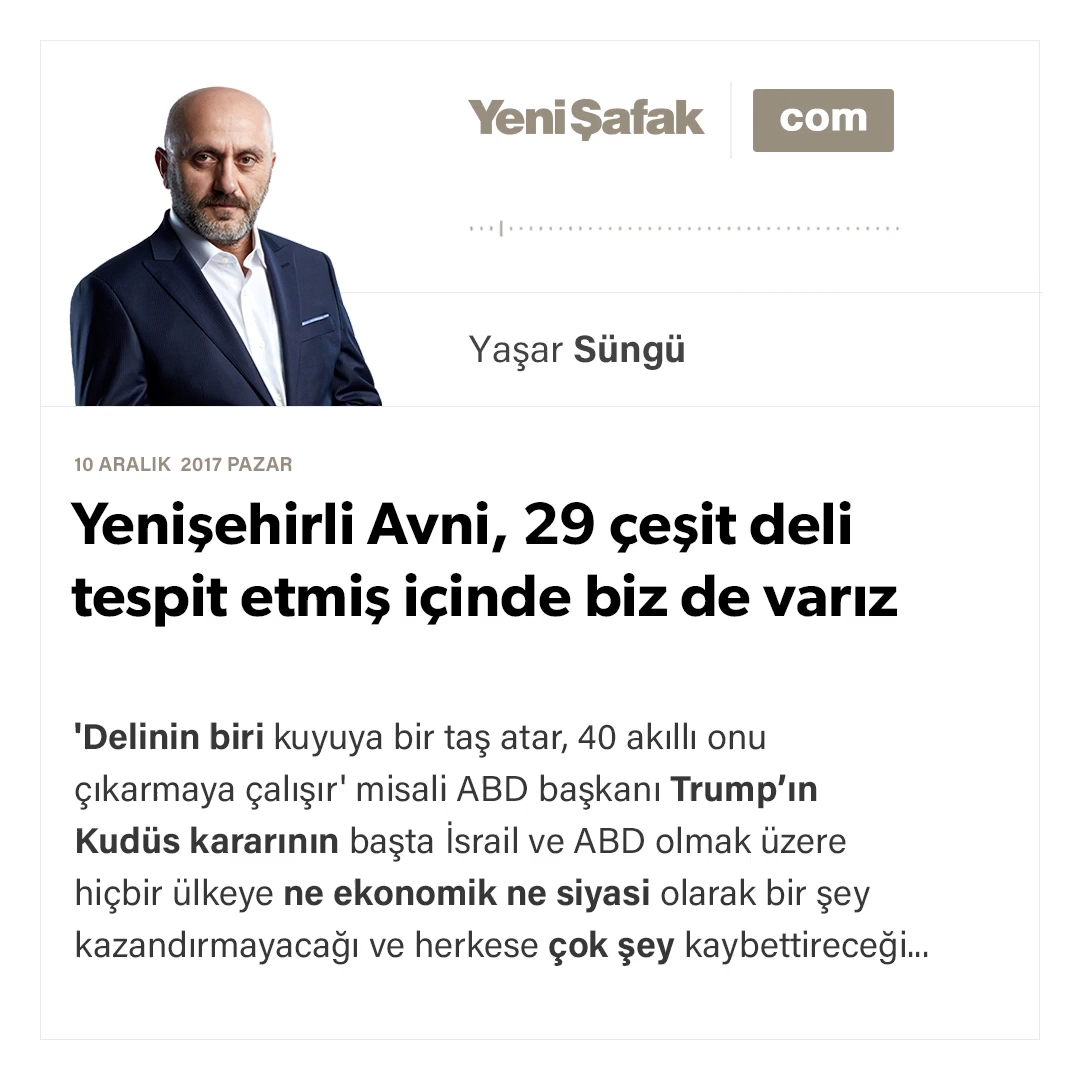 YeniŞafak com
Yaşar Süngü
10 ARALIK 2017 PAZAR
Yenişehirli Avni, 29 çeşit deli
tespit etmiş içinde biz de varız
'Delinin biri kuyuya bir taş atar, 40 akıllı onu
çıkarmaya çalışır' misali ABD başkanı Trump’ın
Kudüs kararının başta İsrail ve ABD olmak üzere
hiçbir ülkeye ne ekonomik ne siyasi olarak bir şey
kazandırmayacağı ve herkese çok şey kaybettireceği...